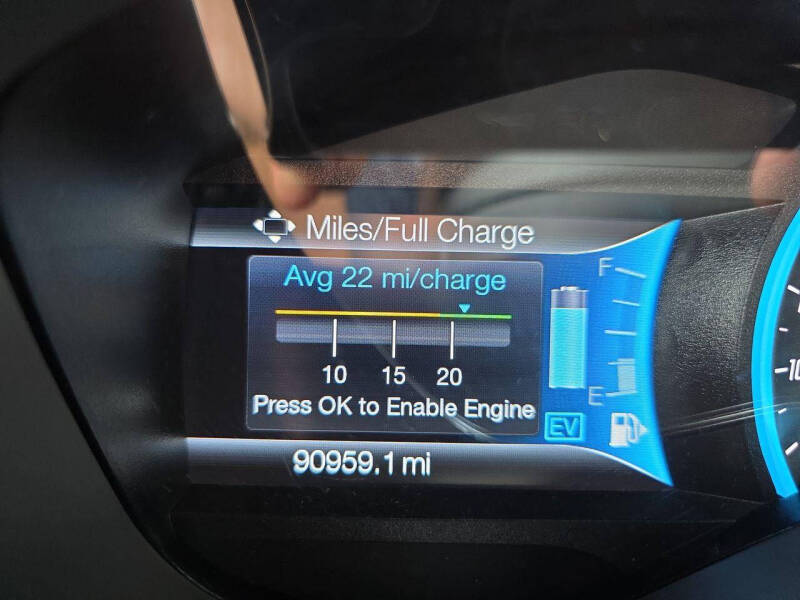 Miles/Full Charge
Avg 22 mi/charge
10 15 20
Press OK to Enable Engine
F
E
EV
90959.1 mi
-10